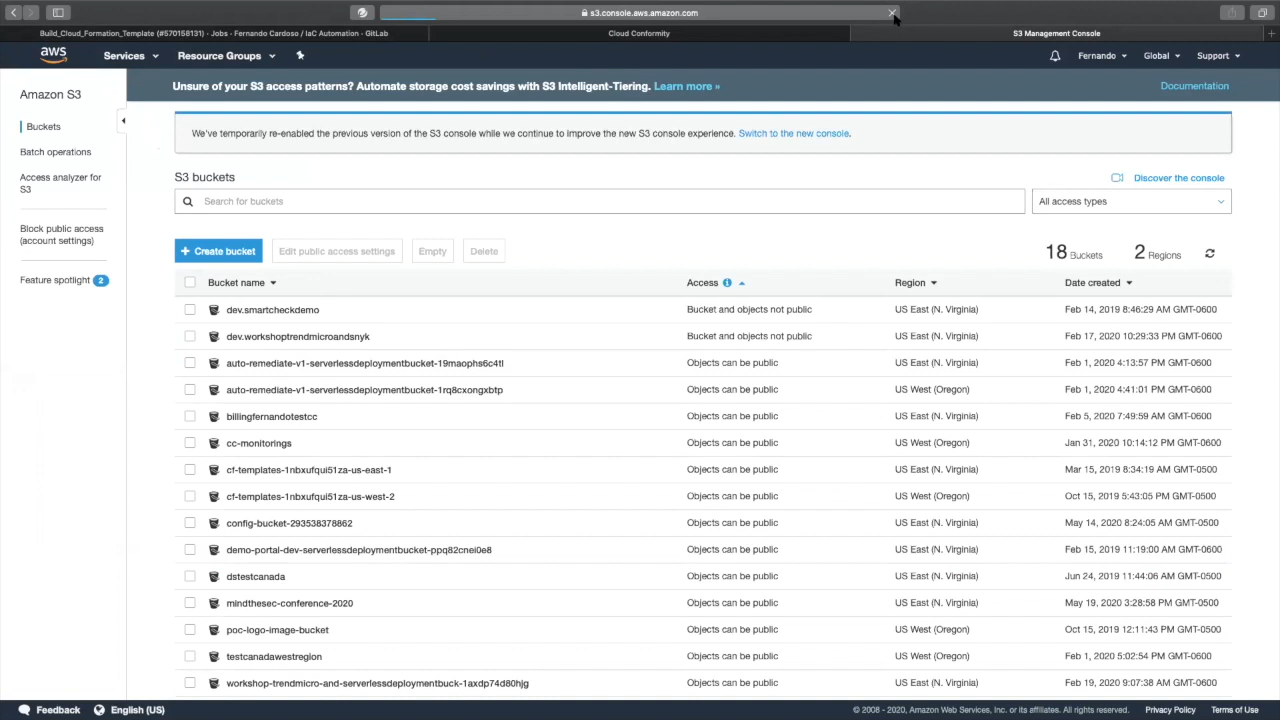 s3.console.aws.amazon.com
Build_Cloud_Formation_Template (#570158131) · Jobs · Fernando Cardoso / IaC Automation · GitLab
Cloud Conformity
S3 Management Console
aws
Services
Resource Groups
Fernando
Global
Support
Amazon S3
Buckets
Batch operations
Access analyzer for
S3
Block public access
(account settings)
Feature spotlight 2
Unsure of your S3 access patterns? Automate storage cost savings with S3 Intelligent-Tiering. Learn more »
Documentation
We've temporarily re-enabled the previous version of the S3 console while we continue to improve the new S3 console experience. Switch to the new console.
S3 buckets
Discover the console
Search for buckets
All access types
+ Create bucket
Edit public access settings
Empty
Delete
18 Buckets
2 Regions
Bucket name Access Region Date created
dev.smartcheckdemo Bucket and objects not public US East (N. Virginia) Feb 14, 2019 8:46:29 AM GMT-0600
dev.workshoptrendmicroandsnyk Bucket and objects not public US East (N. Virginia) Feb 17, 2020 10:29:33 PM GMT-0600
auto-remediate-v1-serverlessdeploymentbucket-19maophs6c4tl Objects can be public US East (N. Virginia) Feb 1, 2020 4:13:57 PM GMT-0600
auto-remediate-v1-serverlessdeploymentbucket-1rq8cxongxbtp Objects can be public US West (Oregon) Feb 1, 2020 4:41:01 PM GMT-0600
billingfernandotestcc Objects can be public US East (N. Virginia) Feb 5, 2020 7:49:59 AM GMT-0600
cc-monitorings Objects can be public US West (Oregon) Jan 31, 2020 10:14:12 PM GMT-0600
cf-templates-1nbxufqui51za-us-east-1 Objects can be public US East (N. Virginia) Mar 15, 2019 8:34:19 AM GMT-0500
cf-templates-1nbxufqui51za-us-west-2 Objects can be public US West (Oregon) Oct 15, 2019 5:43:05 PM GMT-0500
config-bucket-293538378862 Objects can be public US East (N. Virginia) May 14, 2020 8:24:05 AM GMT-0500
demo-portal-dev-serverlessdeploymentbucket-ppq82cnei0e8 Objects can be public US East (N. Virginia) Feb 15, 2019 11:19:00 AM GMT-0600
dstestcanada Objects can be public US East (N. Virginia) Jun 24, 2019 11:44:06 AM GMT-0500
mindthesec-conference-2020 Objects can be public US East (N. Virginia) May 19, 2020 3:28:58 PM GMT-0500
poc-logo-image-bucket Objects can be public US West (Oregon) Oct 15, 2019 12:11:43 PM GMT-0500
testcanadawestregion Objects can be public US West (Oregon) Feb 1, 2020 5:02:54 PM GMT-0600
workshop-trendmicro-and-serverlessdeploymentbuck-1axdp74d80hjg Objects can be public US East (N. Virginia) Feb 19, 2020 9:07:38 AM GMT-0600
Feedback
English (US)
© 2008 - 2020, Amazon Web Services, Inc. or its affiliates. All rights reserved.
Privacy Policy
Terms of Use